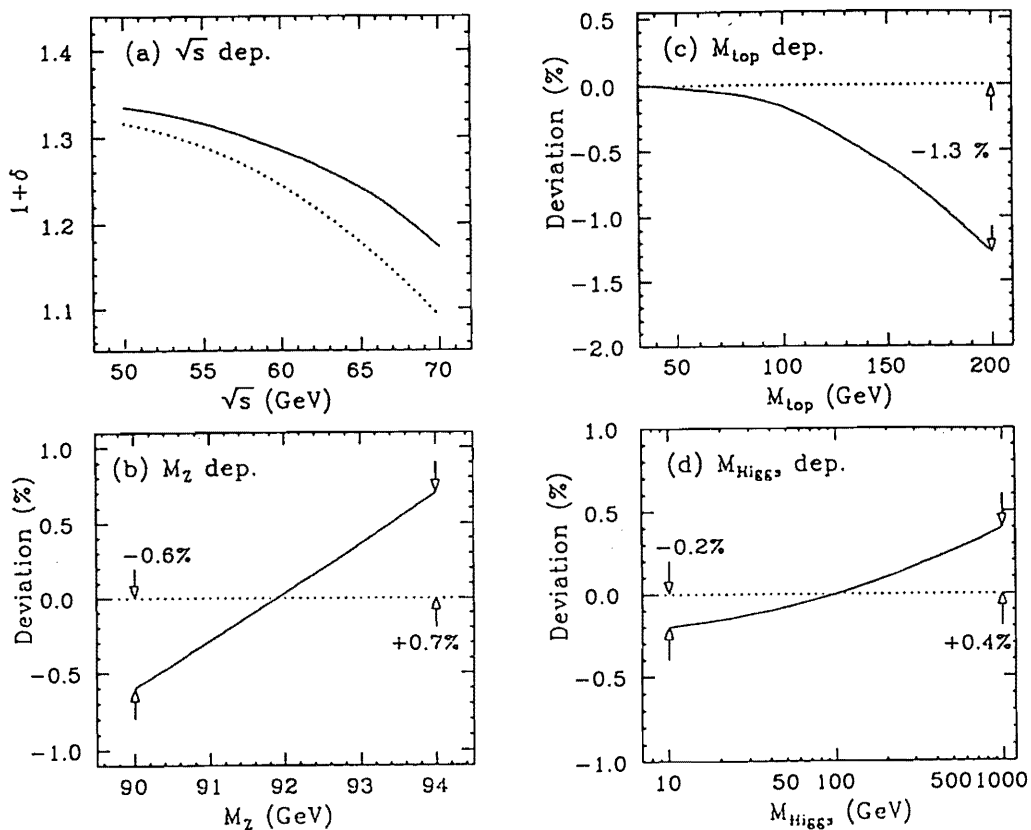 (a) √s dep.
1+δ
1.4
1.3
1.2
1.1
50 55 60 65 70
√s (GeV)
(c) M_top dep.
Deviation (%)
0.5
0.0
−0.5
−1.0
−1.5
−2.0
−1.3 %
50 100 150 200
M_top (GeV)
(b) M_Z dep.
Deviation (%)
1.0
0.5
0.0
−0.5
−1.0
−0.6%
+0.7%
90 91 92 93 94
M_Z (GeV)
(d) M_Higgs dep.
Deviation (%)
1.0
0.5
0.0
−0.5
−1.0
−0.2%
+0.4%
10 50 100 500 1000
M_Higgs (GeV)